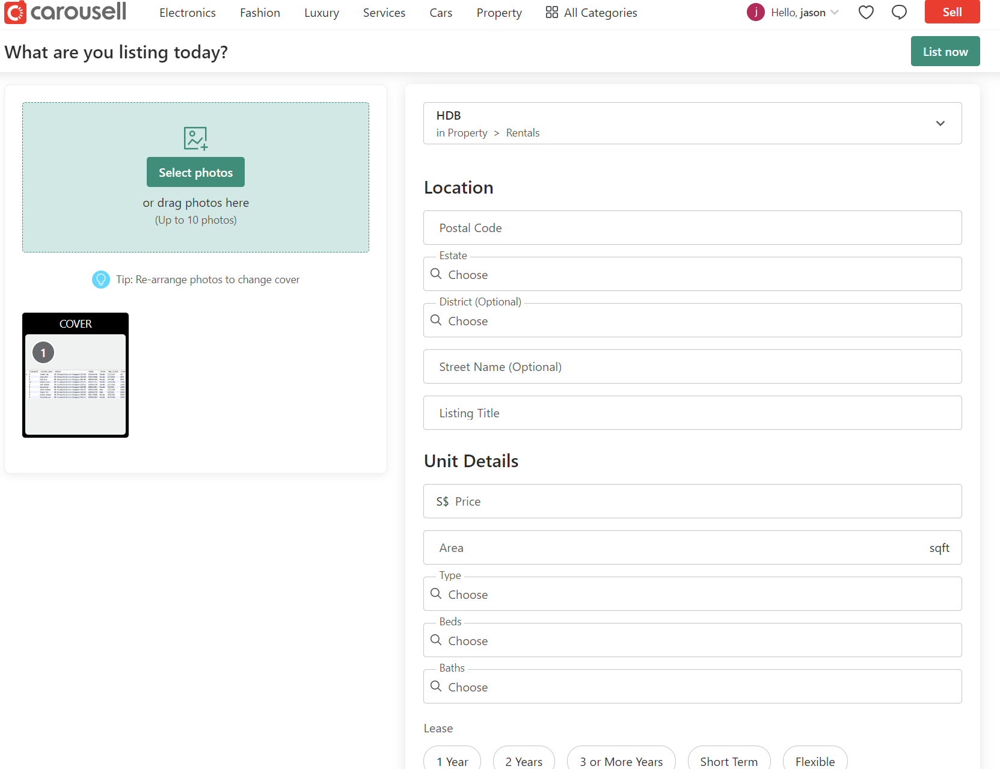 carousell
Electronics Fashion Luxury Services Cars Property All Categories
j Hello, jason
Sell
What are you listing today?
List now
Select photos
or drag photos here
(Up to 10 photos)
Tip: Re-arrange photos to change cover
COVER
1
HDB
in Property > Rentals
Location
Postal Code
Estate
Choose
District (Optional)
Choose
Street Name (Optional)
Listing Title
Unit Details
S$ Price
Area sqft
Type
Choose
Beds
Choose
Baths
Choose
Lease
1 Year 2 Years 3 or More Years Short Term Flexible